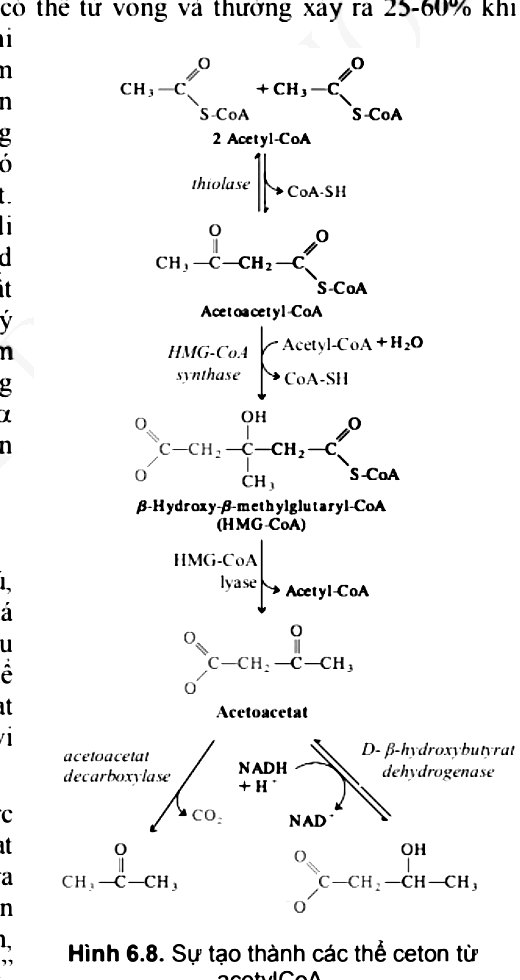 có thể tử vong và thường xảy ra 25-60% khi
O O
CH3 –C + CH3 –C
S-CoA S-CoA
2 Acetyl-CoA
thiolase CoA-SH
O O
CH3 –C–CH2 –C
S-CoA
Acetoacetyl-CoA
HMG-CoA Acetyl-CoA + H2O
synthase CoA-SH
O OH O
C–CH2 –C–CH2 –C
O CH3 S-CoA
β-Hydroxy-β-methylglutaryl-CoA
(HMG-CoA)
HMG-CoA
lyase Acetyl-CoA
O O
C–CH2 –C–CH3
O
Acetoacetat
acetoacetat
decarboxylase
NADH
+ H+
D- β-hydroxybutyrat
dehydrogenase
CO2 NAD+
O O OH
CH3 –C–CH3 C–CH2 –CH–CH3
O
Hình 6.8. Sự tạo thành các thể ceton từ
acetylCoA